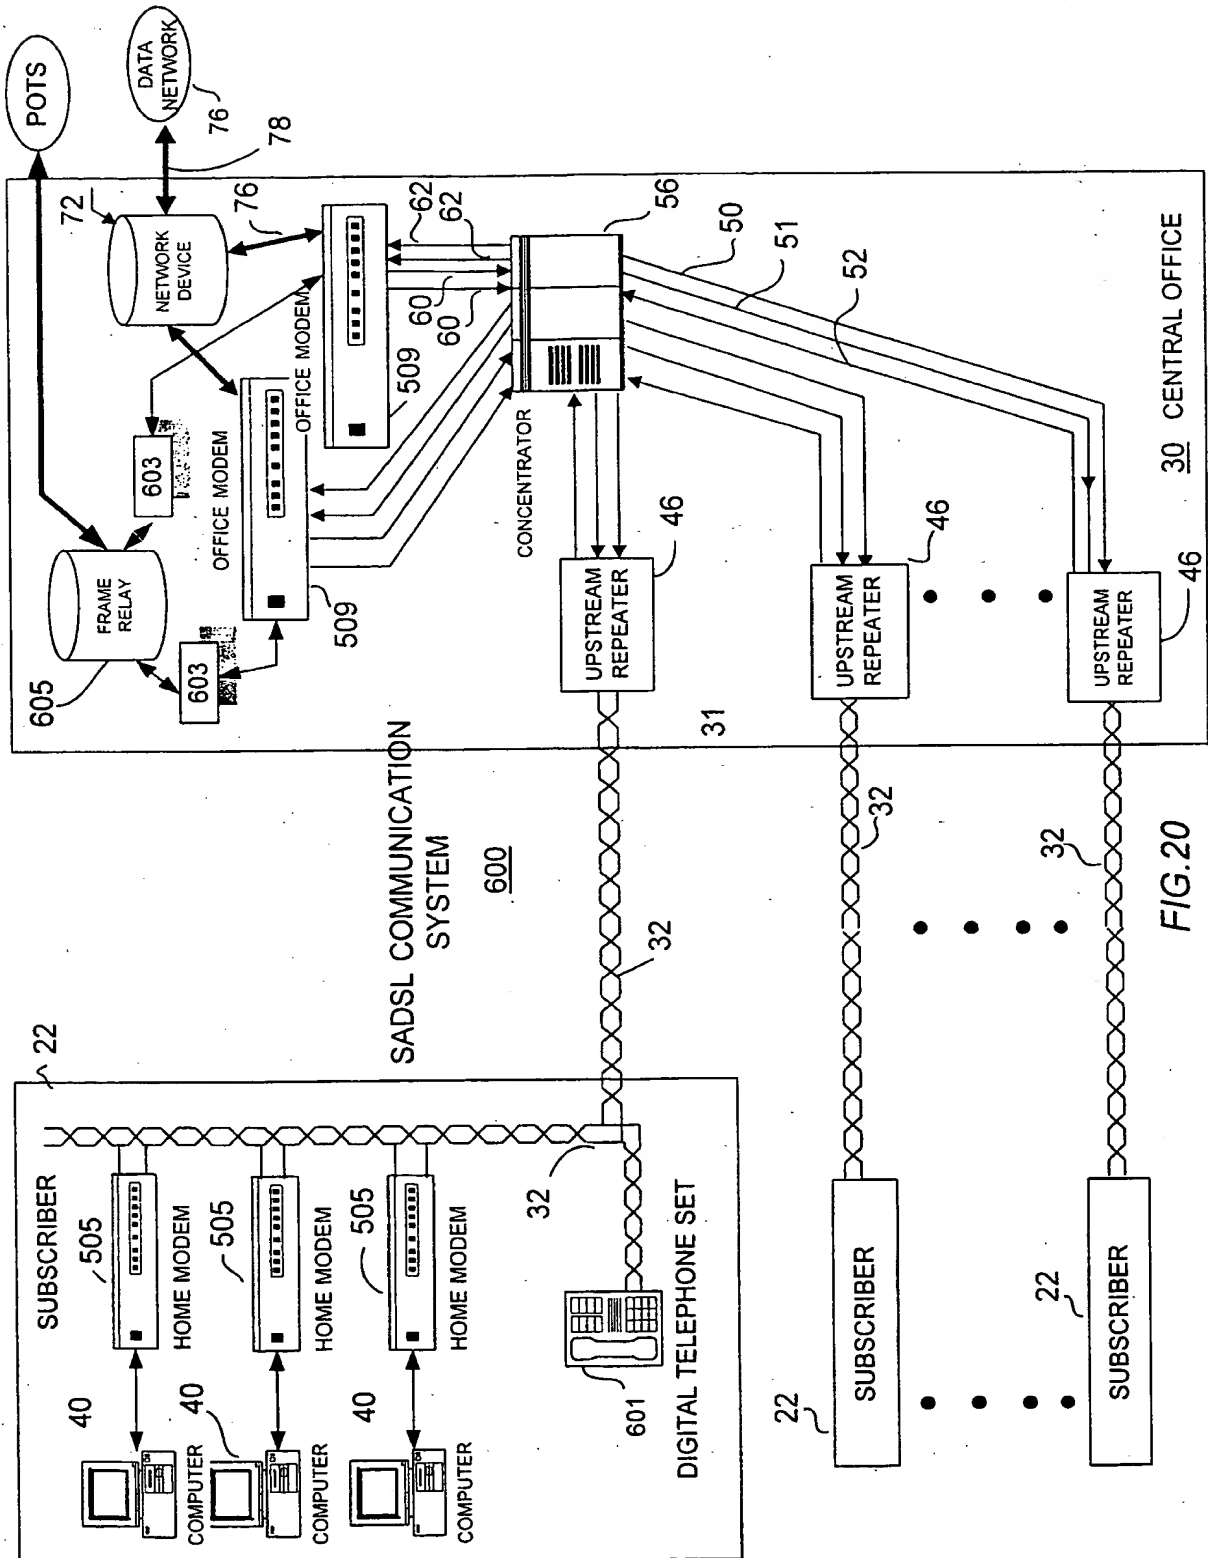 SUBSCRIBER
22
40
COMPUTER
505
HOME MODEM
40
COMPUTER
505
HOME MODEM
40
COMPUTER
505
HOME MODEM
32
601
DIGITAL TELEPHONE SET
SADSL COMMUNICATION
SYSTEM
600
32
POTS
DATA
NETWORK
76
78
72
NETWORK
DEVICE
76
605
FRAME
RELAY
603
603
OFFICE MODEM
509
OFFICE MODEM
509
62
62
60
60
CONCENTRATOR
56
50
51
52
UPSTREAM
REPEATER
46
UPSTREAM
REPEATER
46
UPSTREAM
REPEATER
46
31
30 CENTRAL OFFICE
22
SUBSCRIBER
32
22
SUBSCRIBER
32
FIG.20